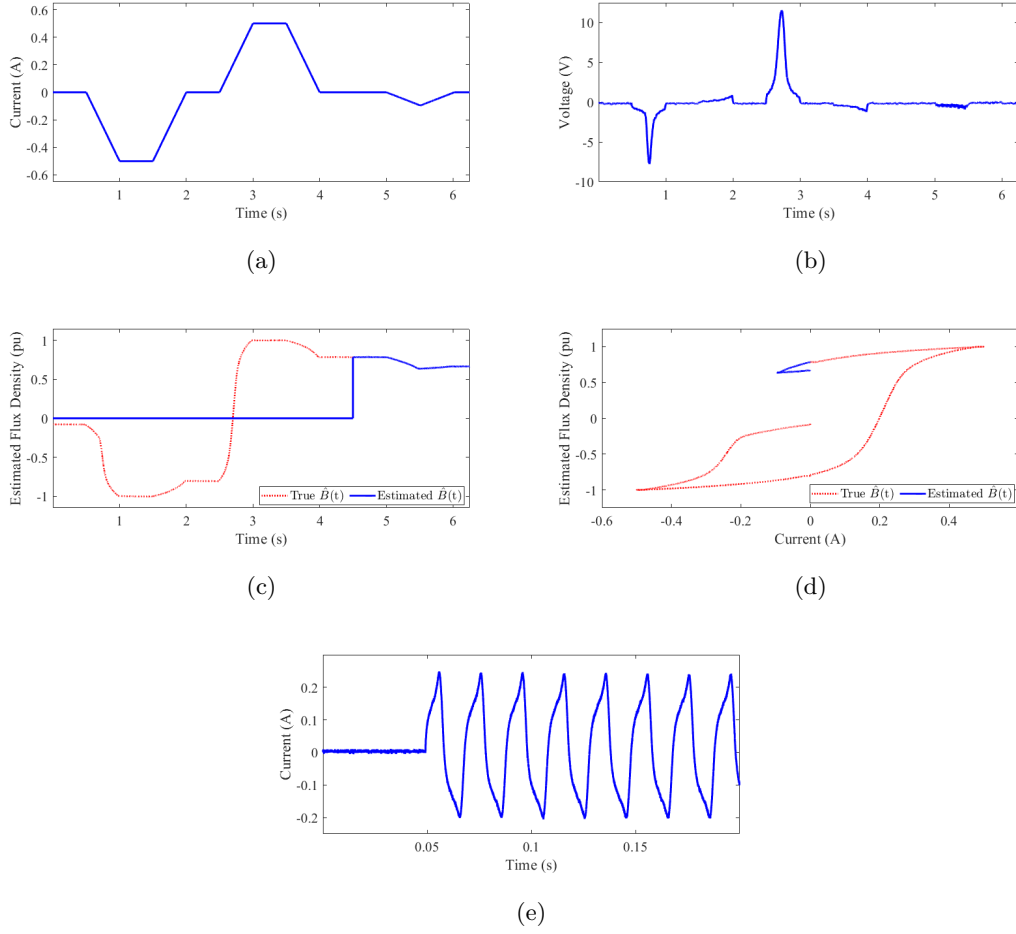 0.6
0.4
0.2
0
-0.2
-0.4
-0.6
Current (A)
1 2 3 4 5 6
Time (s)
(a)
10
5
0
-5
-10
Voltage (V)
1 2 3 4 5 6
Time (s)
(b)
1
0.5
0
-0.5
-1
Estimated Flux Density (pu)
True B̂(t) Estimated B̂(t)
1 2 3 4 5 6
Time (s)
(c)
1
0.5
0
-0.5
-1
Estimated Flux Density (pu)
True B̂(t) Estimated B̂(t)
-0.6 -0.4 -0.2 0 0.2 0.4
Current (A)
(d)
0.2
0.1
0
-0.1
-0.2
Current (A)
0.05 0.1 0.15
Time (s)
(e)